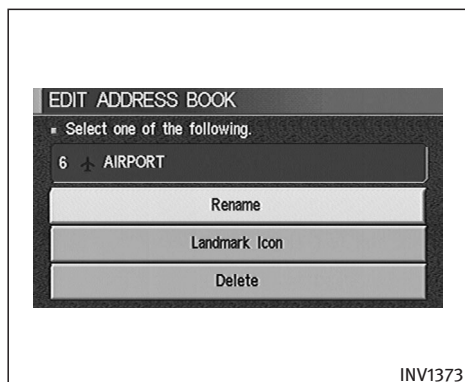 EDIT ADDRESS BOOK
▪ Select one of the following.
6 AIRPORT
Rename
Landmark Icon
Delete
INV1373